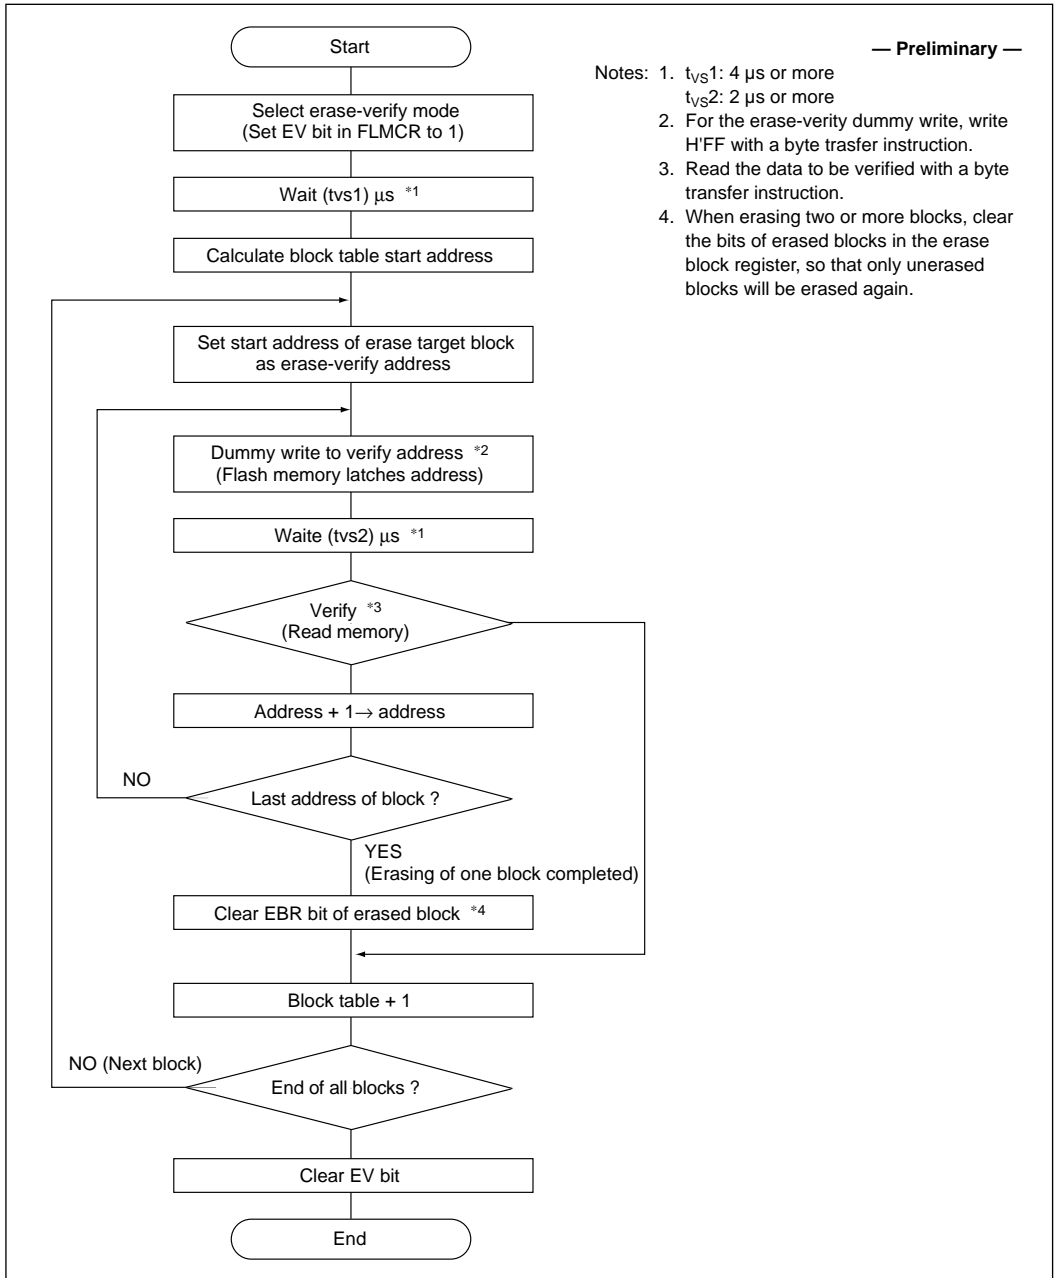 Start
— Preliminary —
Notes: 1. tVS1: 4 µs or more
tVS2: 2 µs or more
2. For the erase-verity dummy write, write
H'FF with a byte trasfer instruction.
3. Read the data to be verified with a byte
transfer instruction.
4. When erasing two or more blocks, clear
the bits of erased blocks in the erase
block register, so that only unerased
blocks will be erased again.
Select erase-verify mode
(Set EV bit in FLMCR to 1)
Wait (tvs1) µs *1
Calculate block table start address
Set start address of erase target block
as erase-verify address
Dummy write to verify address *2
(Flash memory latches address)
Waite (tvs2) µs *1
Verify *3
(Read memory)
Address + 1→ address
NO
Last address of block ?
YES
(Erasing of one block completed)
Clear EBR bit of erased block *4
Block table + 1
NO (Next block)
End of all blocks ?
Clear EV bit
End